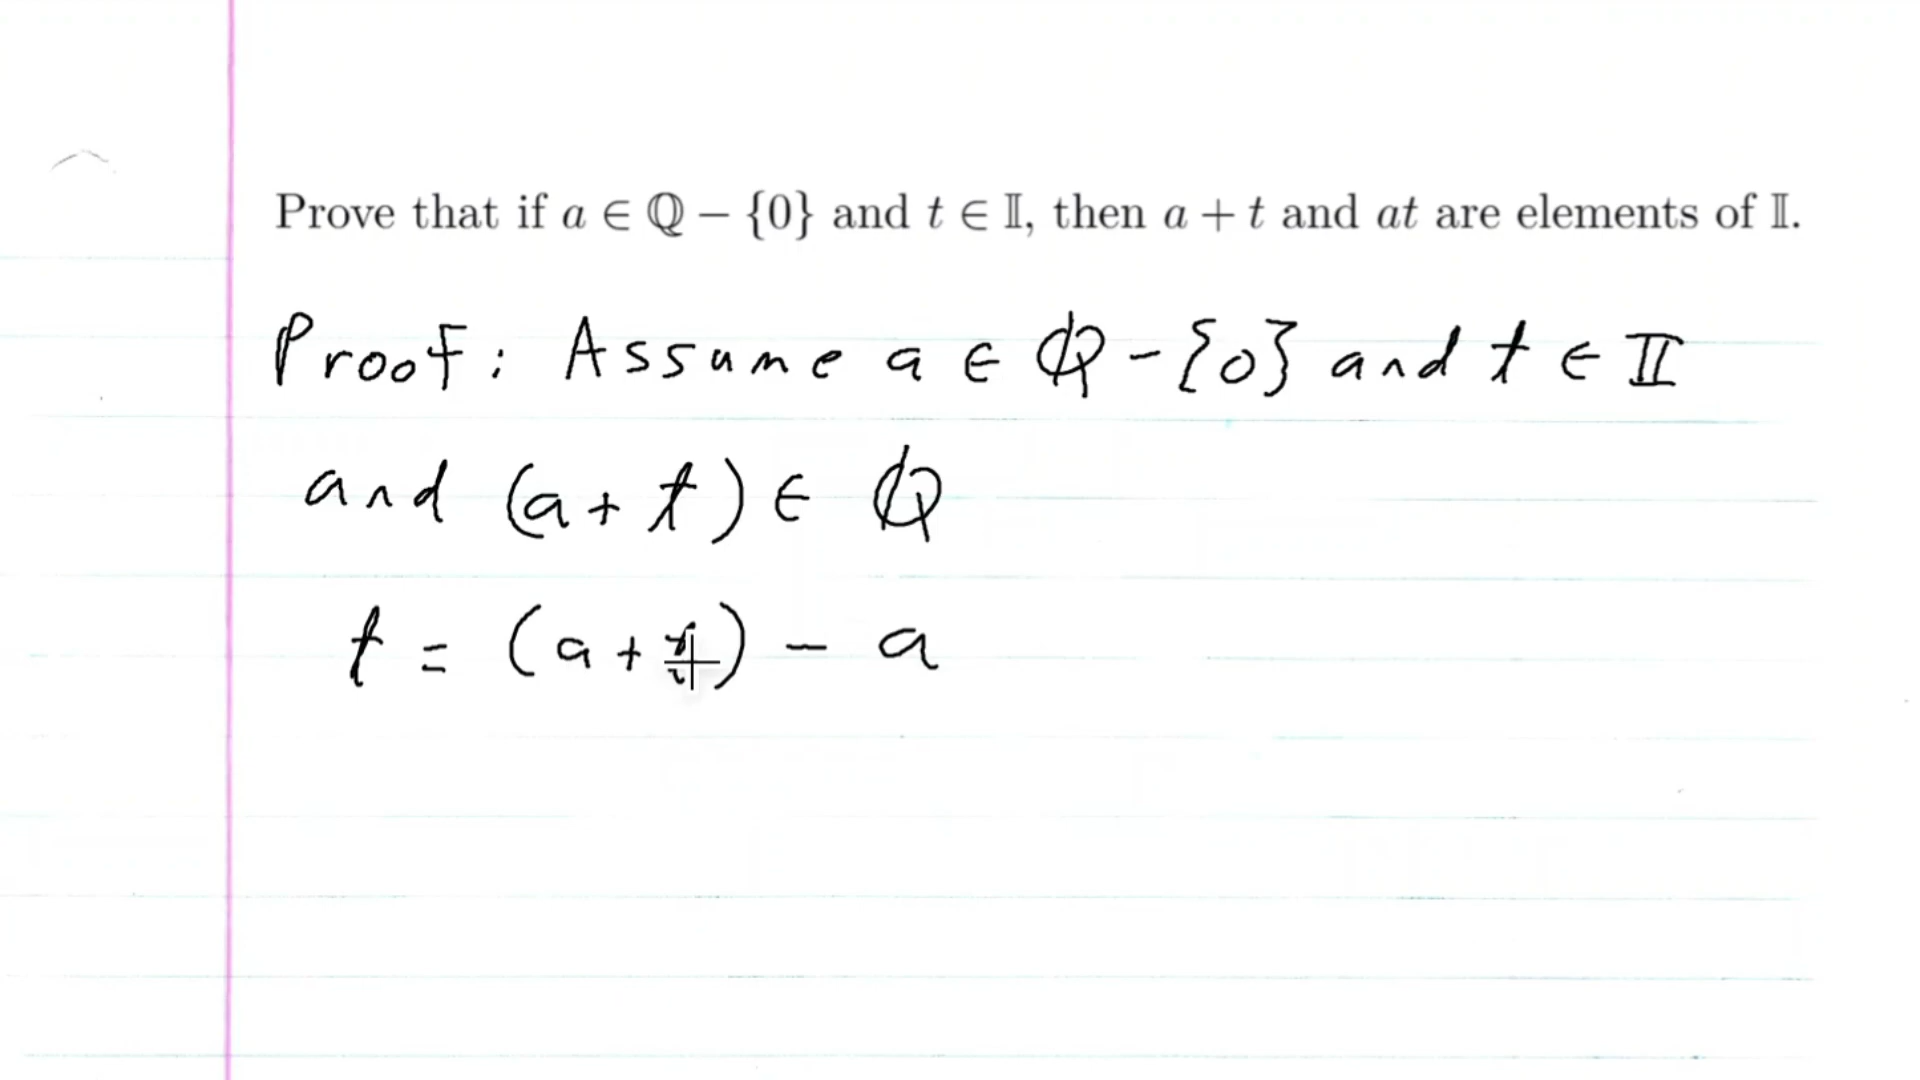 Prove that if a ∈ ℚ − {0} and t ∈ 𝕀, then a + t and at are elements of 𝕀.
Proof: Assume a ∈ ℚ - {0} and t ∈ 𝕀
and (a + t) ∈ ℚ
t = (a + t) - a